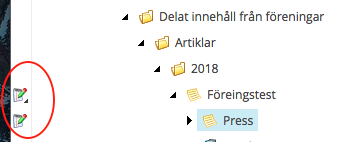 Delat innehåll från föreningar
Artiklar
2018
Föreingstest
Press